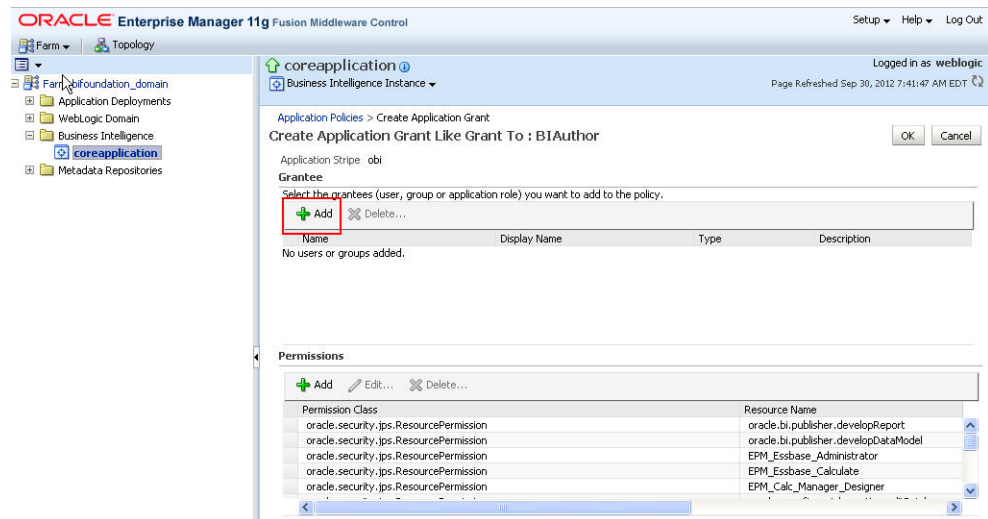 ORACLE Enterprise Manager 11g Fusion Middleware Control
Setup Help Log Out
Farm Topology
Farm_bifoundation_domain
Application Deployments
WebLogic Domain
Business Intelligence
coreapplication
Metadata Repositories
coreapplication
Logged in as weblogic
Business Intelligence Instance
Page Refreshed Sep 30, 2012 7:41:47 AM EDT
Application Policies > Create Application Grant
Create Application Grant Like Grant To : BIAuthor
OK Cancel
Application Stripe obi
Grantee
Select the grantees (user, group or application role) you want to add to the policy.
Add Delete...
Name Display Name Type Description
No users or groups added.
Permissions
Add Edit... Delete...
Permission Class Resource Name
oracle.security.jps.ResourcePermission oracle.bi.publisher.developReport
oracle.security.jps.ResourcePermission oracle.bi.publisher.developDataModel
oracle.security.jps.ResourcePermission EPM_Essbase_Administrator
oracle.security.jps.ResourcePermission EPM_Essbase_Calculate
oracle.security.jps.ResourcePermission EPM_Calc_Manager_Designer